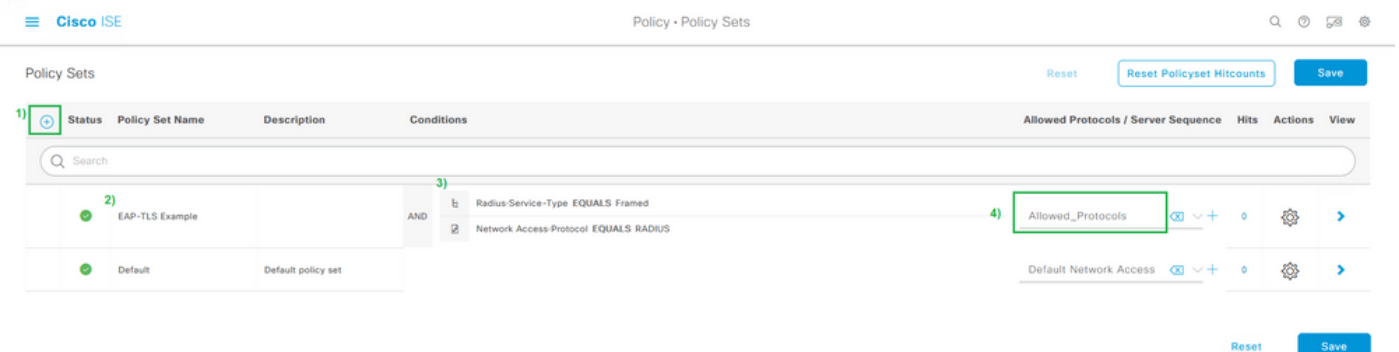 Cisco ISE
Policy · Policy Sets
Policy Sets
Reset
Reset Policyset Hitcounts
Save
1)
Status
Policy Set Name
Description
Conditions
Allowed Protocols / Server Sequence
Hits
Actions
View
Search
2)
EAP-TLS Example
AND
3)
Radius·Service-Type EQUALS Framed
Network Access·Protocol EQUALS RADIUS
4)
Allowed_Protocols
0
Default
Default policy set
Default Network Access
0
Reset
Save